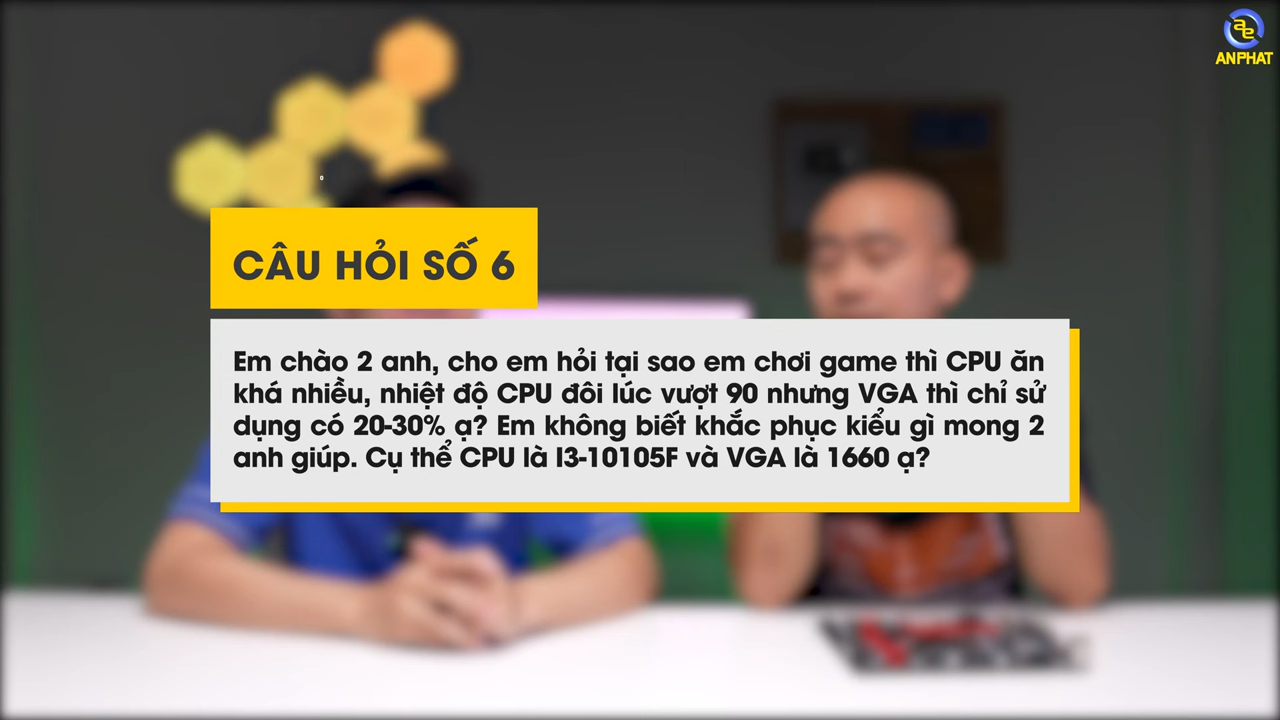 ae
ANPHAT
CÂU HỎI SỐ 6
Em chào 2 anh, cho em hỏi tại sao em chơi game thì CPU ăn
khá nhiều, nhiệt độ CPU đôi lúc vượt 90 nhưng VGA thì chỉ sử
dụng có 20-30% ạ? Em không biết khắc phục kiểu gì mong 2
anh giúp. Cụ thể CPU là I3-10105F và VGA là 1660 ạ?